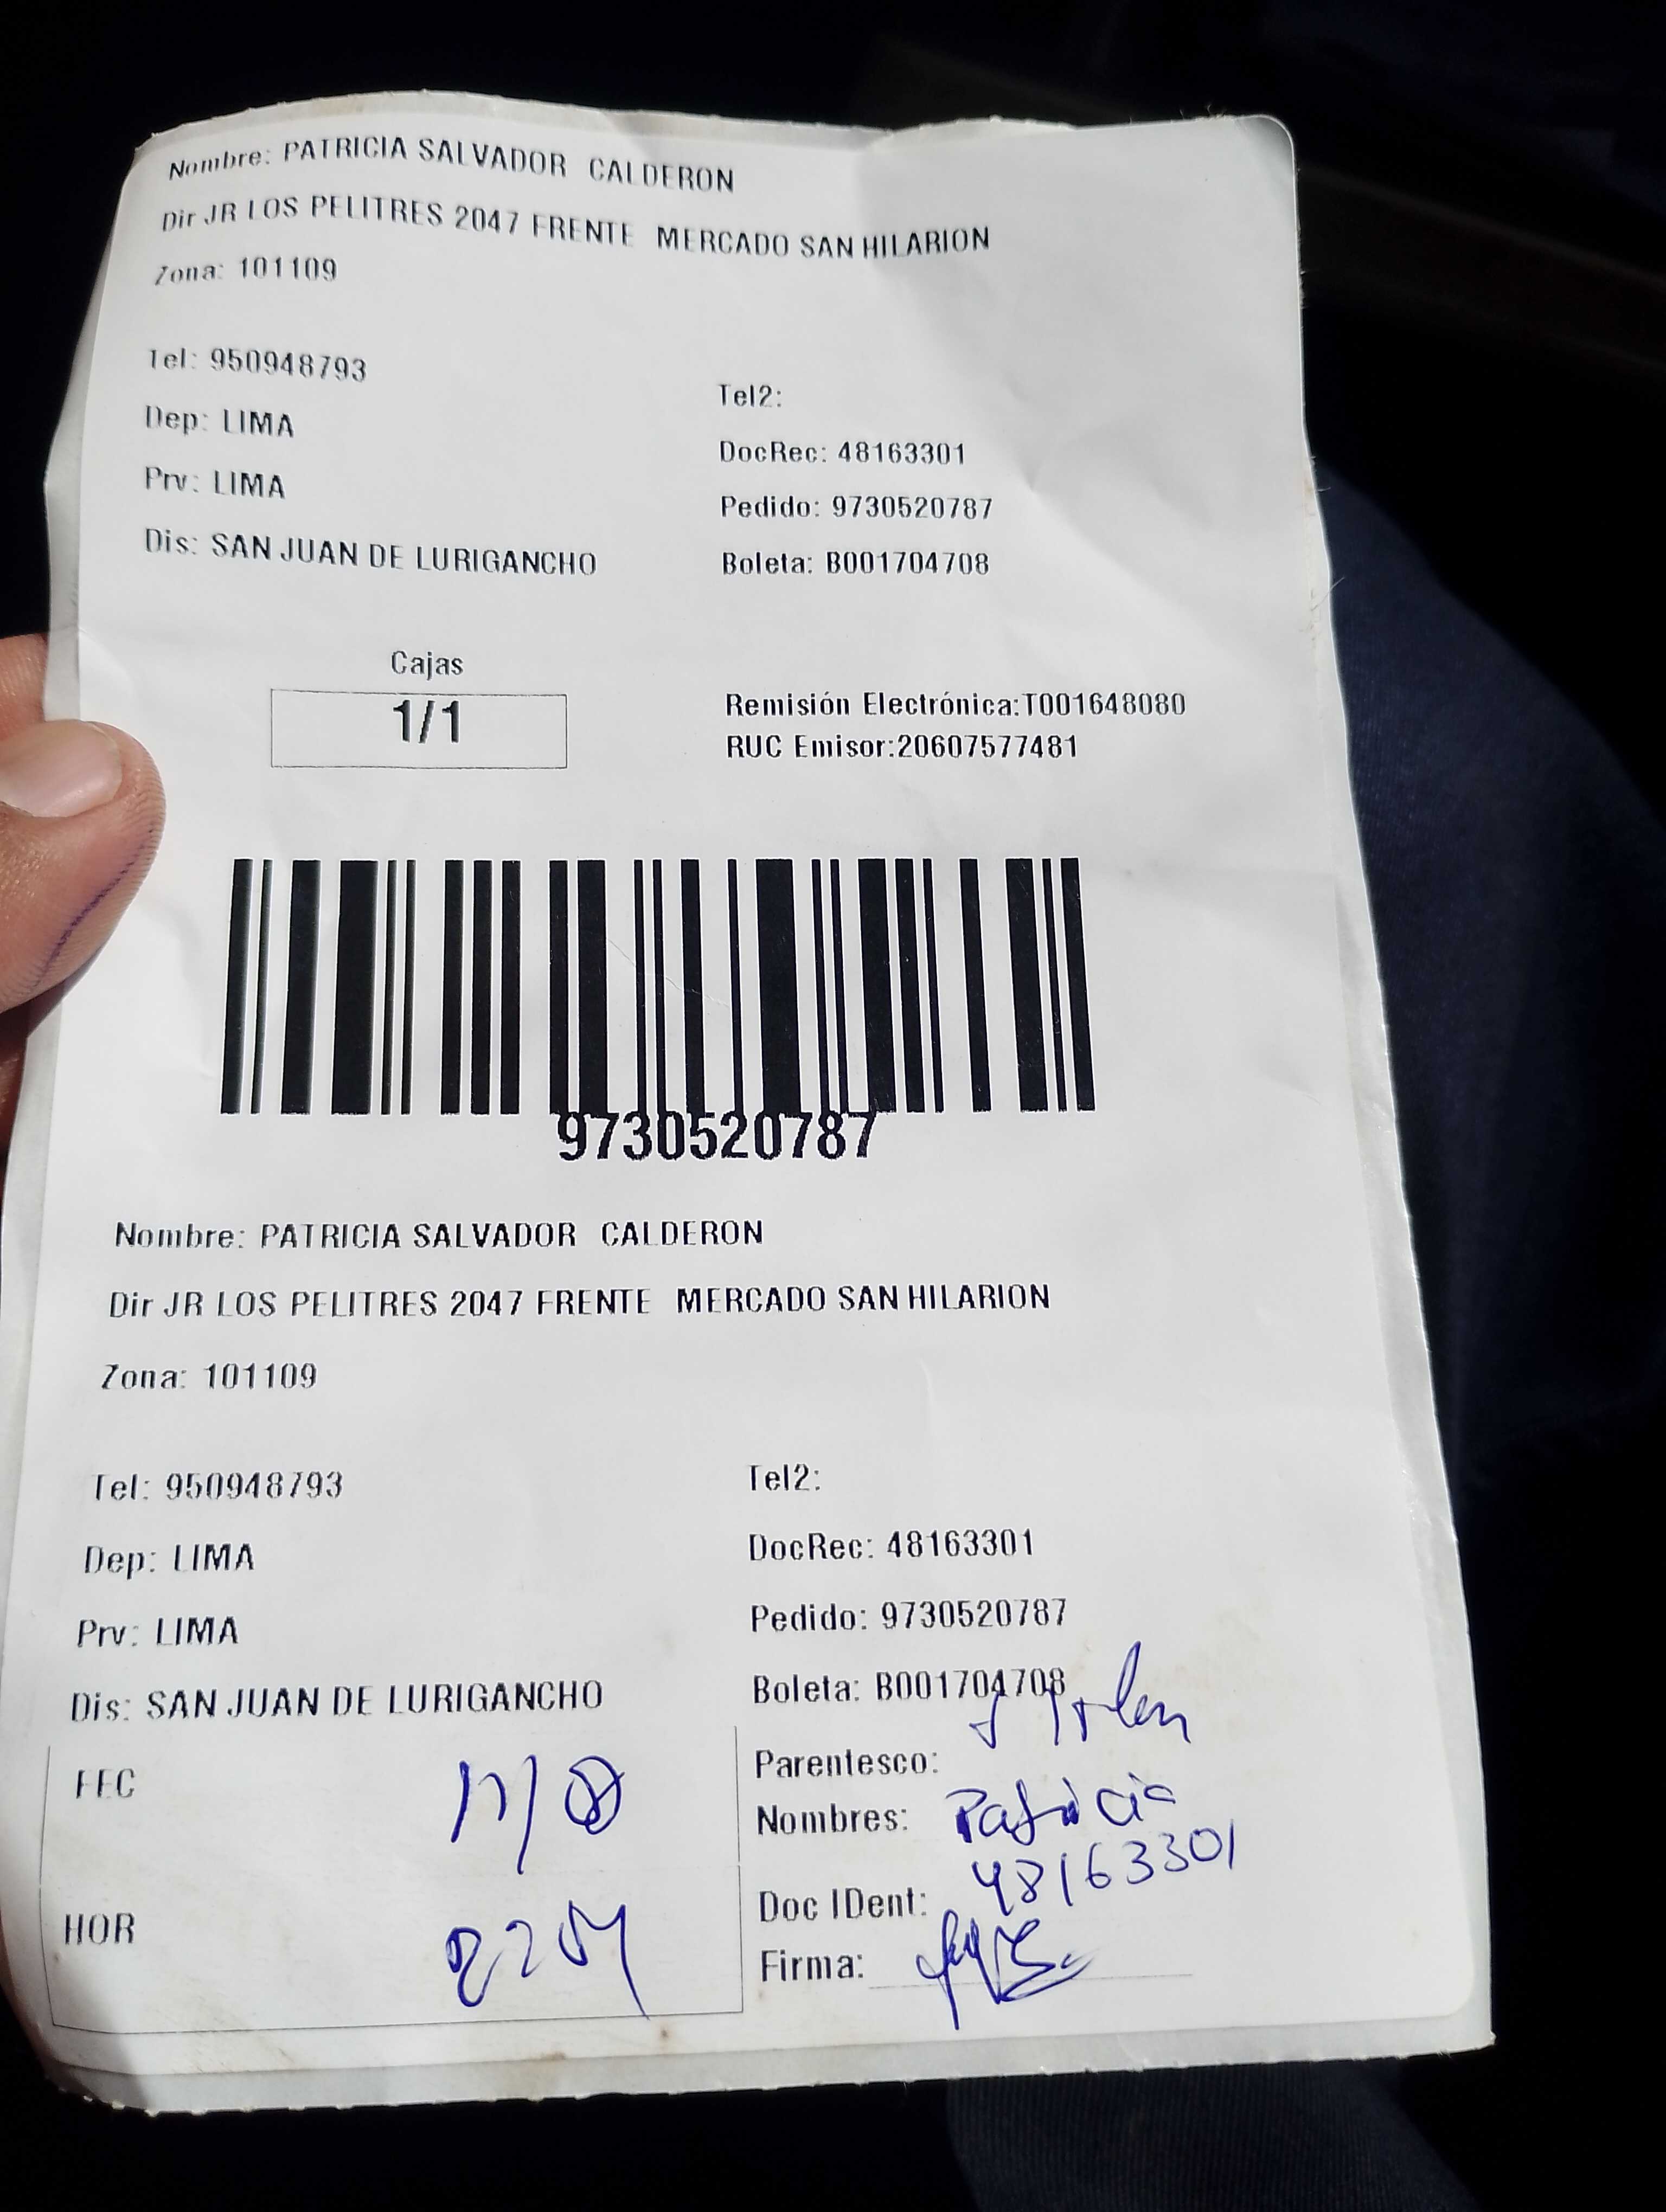 Nombre: PATRICIA SALVADOR CALDERON
Dir JR LOS PELITRES 2047 FRENTE MERCADO SAN HILARION
Zona: 101109
Tel: 950948793
Tel2:
Dep: LIMA
DocRec: 48163301
Prv: LIMA
Pedido: 9730520787
Dis: SAN JUAN DE LURIGANCHO
Boleta: B001704708
Cajas
1/1
Remisión Electrónica:T001648080
RUC Emisor:20607577481
9730520787
Nombre: PATRICIA SALVADOR CALDERON
Dir JR LOS PELITRES 2047 FRENTE MERCADO SAN HILARION
Zona: 101109
Tel: 950948793
Tel2:
Dep: LIMA
DocRec: 48163301
Prv: LIMA
Pedido: 9730520787
Dis: SAN JUAN DE LURIGANCHO
Boleta: B001704708
FEC
Parentesco:
Nombres: Patricia
Doc IDent: 48163301
HOR
Firma: